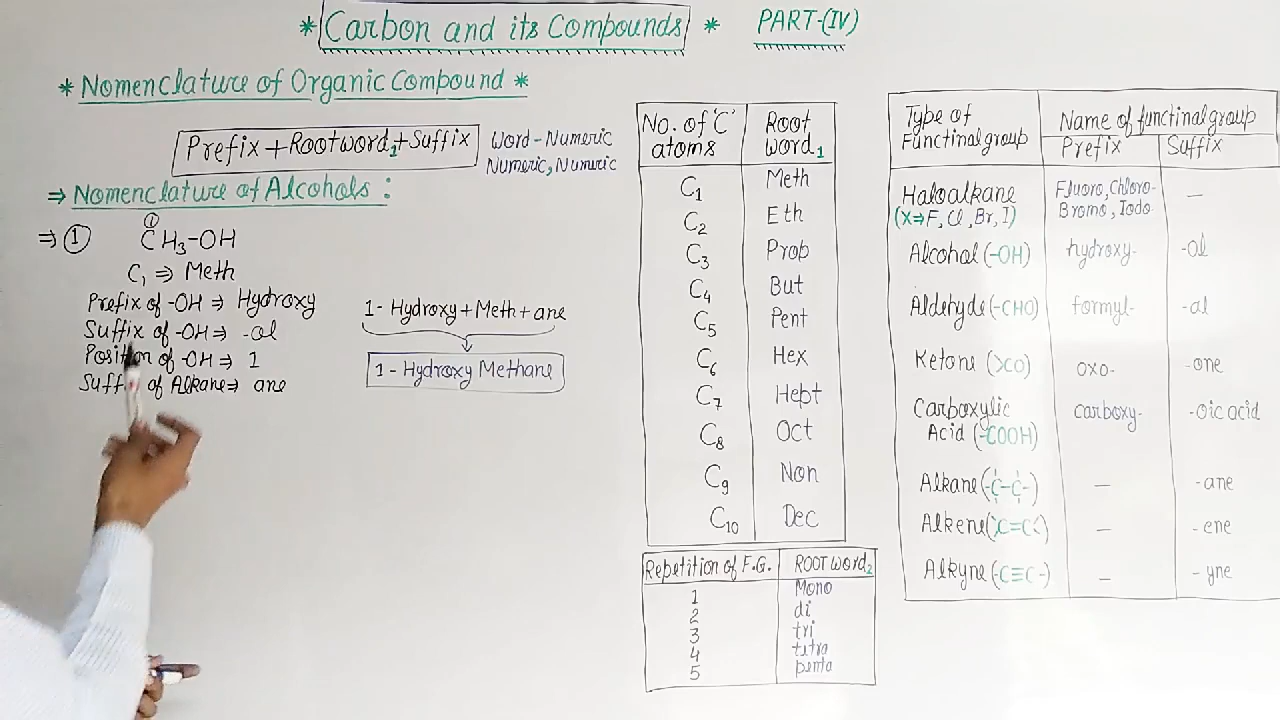 * Carbon and its Compounds * PART-(IV)
* Nomenclature of Organic Compound *
Prefix+Rootword1+Suffix
Word-Numeric
Numeric, Numeric
⇒ Nomenclature of Alcohols:
⇒ ① CH3-OH
①
C1 ⇒ Meth
Prefix of -OH ⇒ Hydroxy
Suffix of -OH ⇒ -ol
Position of -OH ⇒ 1
Suffi of Alkane ⇒ ane
1- Hydroxy+Meth+ane
1- Hydroxy Methane
No. of 'C' atoms Root word1
C1 Meth
C2 Eth
C3 Prop
C4 But
C5 Pent
C6 Hex
C7 Hept
C8 Oct
C9 Non
C10 Dec
Repetition of F.G. ROOT word2
1 Mono
2 di
3 tri
4 tetra
5 penta
Type of Functinal group Name of functinal group
Prefix Suffix
Haloalkane Fluoro, Chloro- —
(X⇒F, Cl, Br, I) Bromo, Iodo-
Alcohal (-OH) hydroxy- -ol
Aldehyde (-CHO) formyl- -al
Ketone (>CO) oxo- -one
Carboxylic carboxy- -oic acid
Acid (-COOH)
Alkane (-C-C-) — -ane
Alkene (>C=C<) — -ene
Alkyne (-C≡C-) — -yne